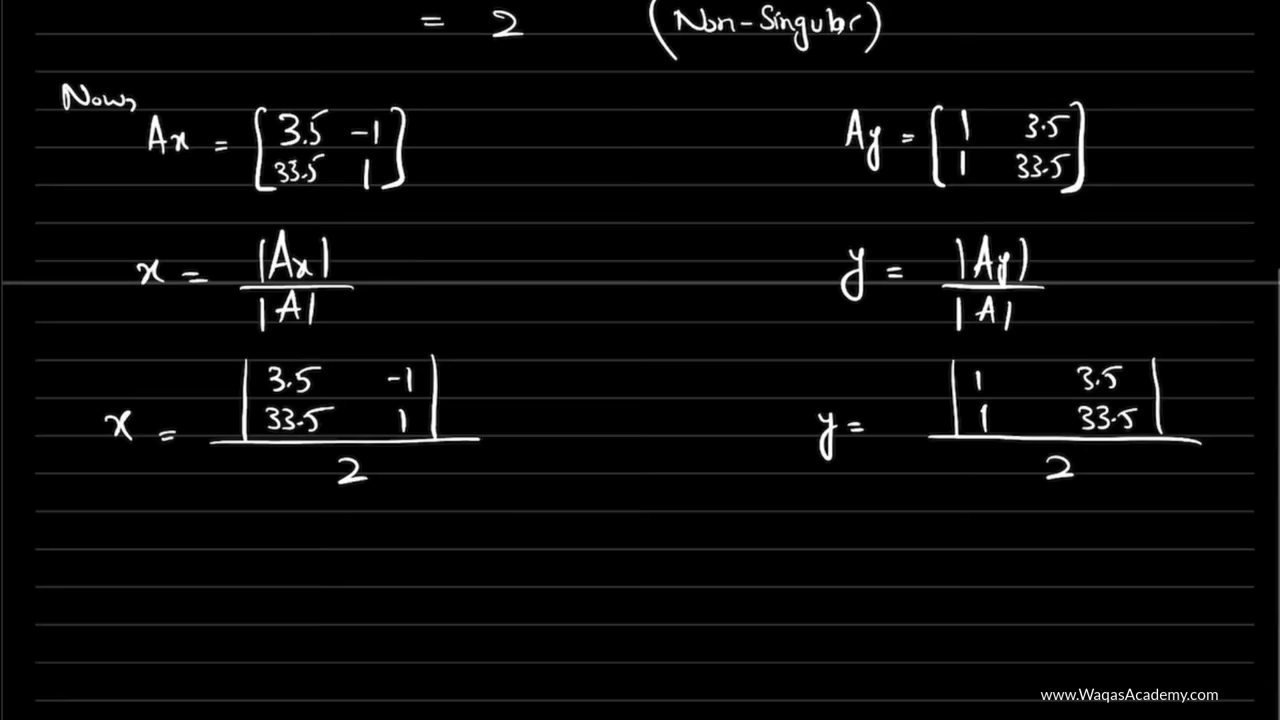 = 2 (Non-Singular)
Now,
Ax = [3.5 -1] Ay = [1 3.5]
[33.5 1] [1 33.5]
x = |Ax| y = |Ay|
|A| |A|
x = |3.5 -1| y = |1 3.5|
|33.5 1| |1 33.5|
2 2
www.WaqasAcademy.com